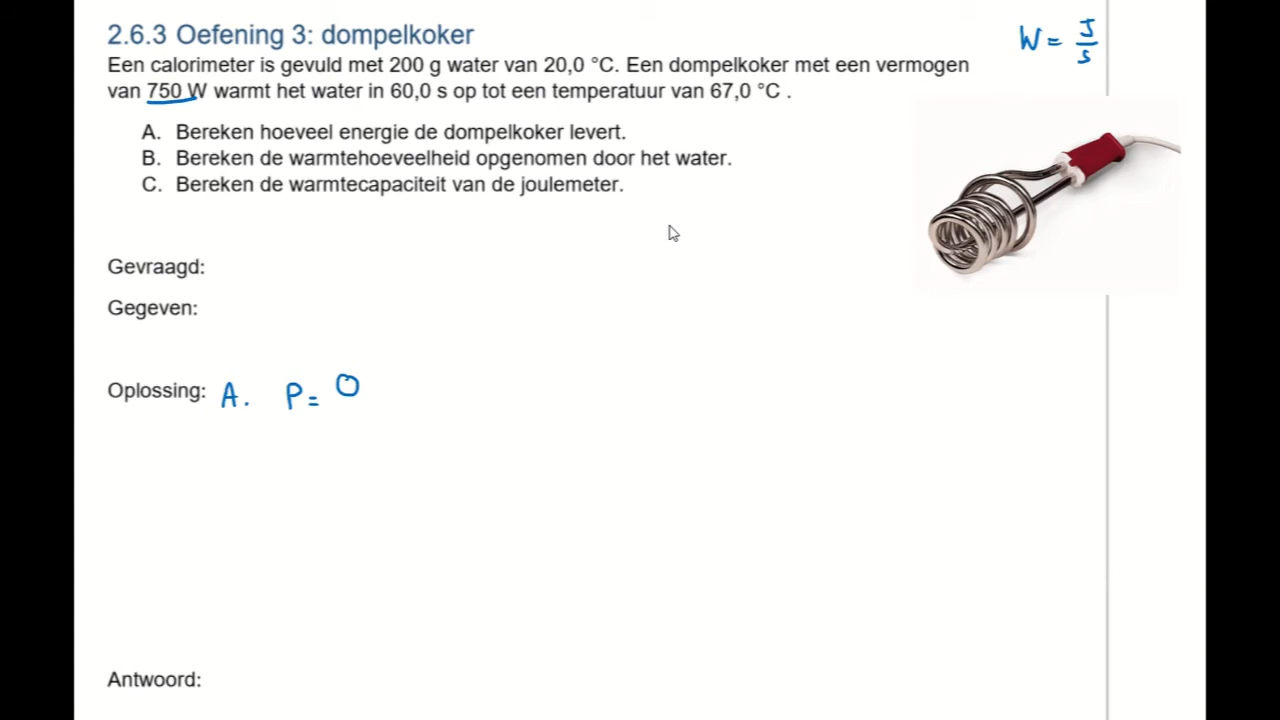 2.6.3 Oefening 3: dompelkoker
W = J/s
Een calorimeter is gevuld met 200 g water van 20,0 °C. Een dompelkoker met een vermogen
van 750 W warmt het water in 60,0 s op tot een temperatuur van 67,0 °C .
A. Bereken hoeveel energie de dompelkoker levert.
B. Bereken de warmtehoeveelheid opgenomen door het water.
C. Bereken de warmtecapaciteit van de joulemeter.
Gevraagd:
Gegeven:
Oplossing: A. P =
Antwoord: